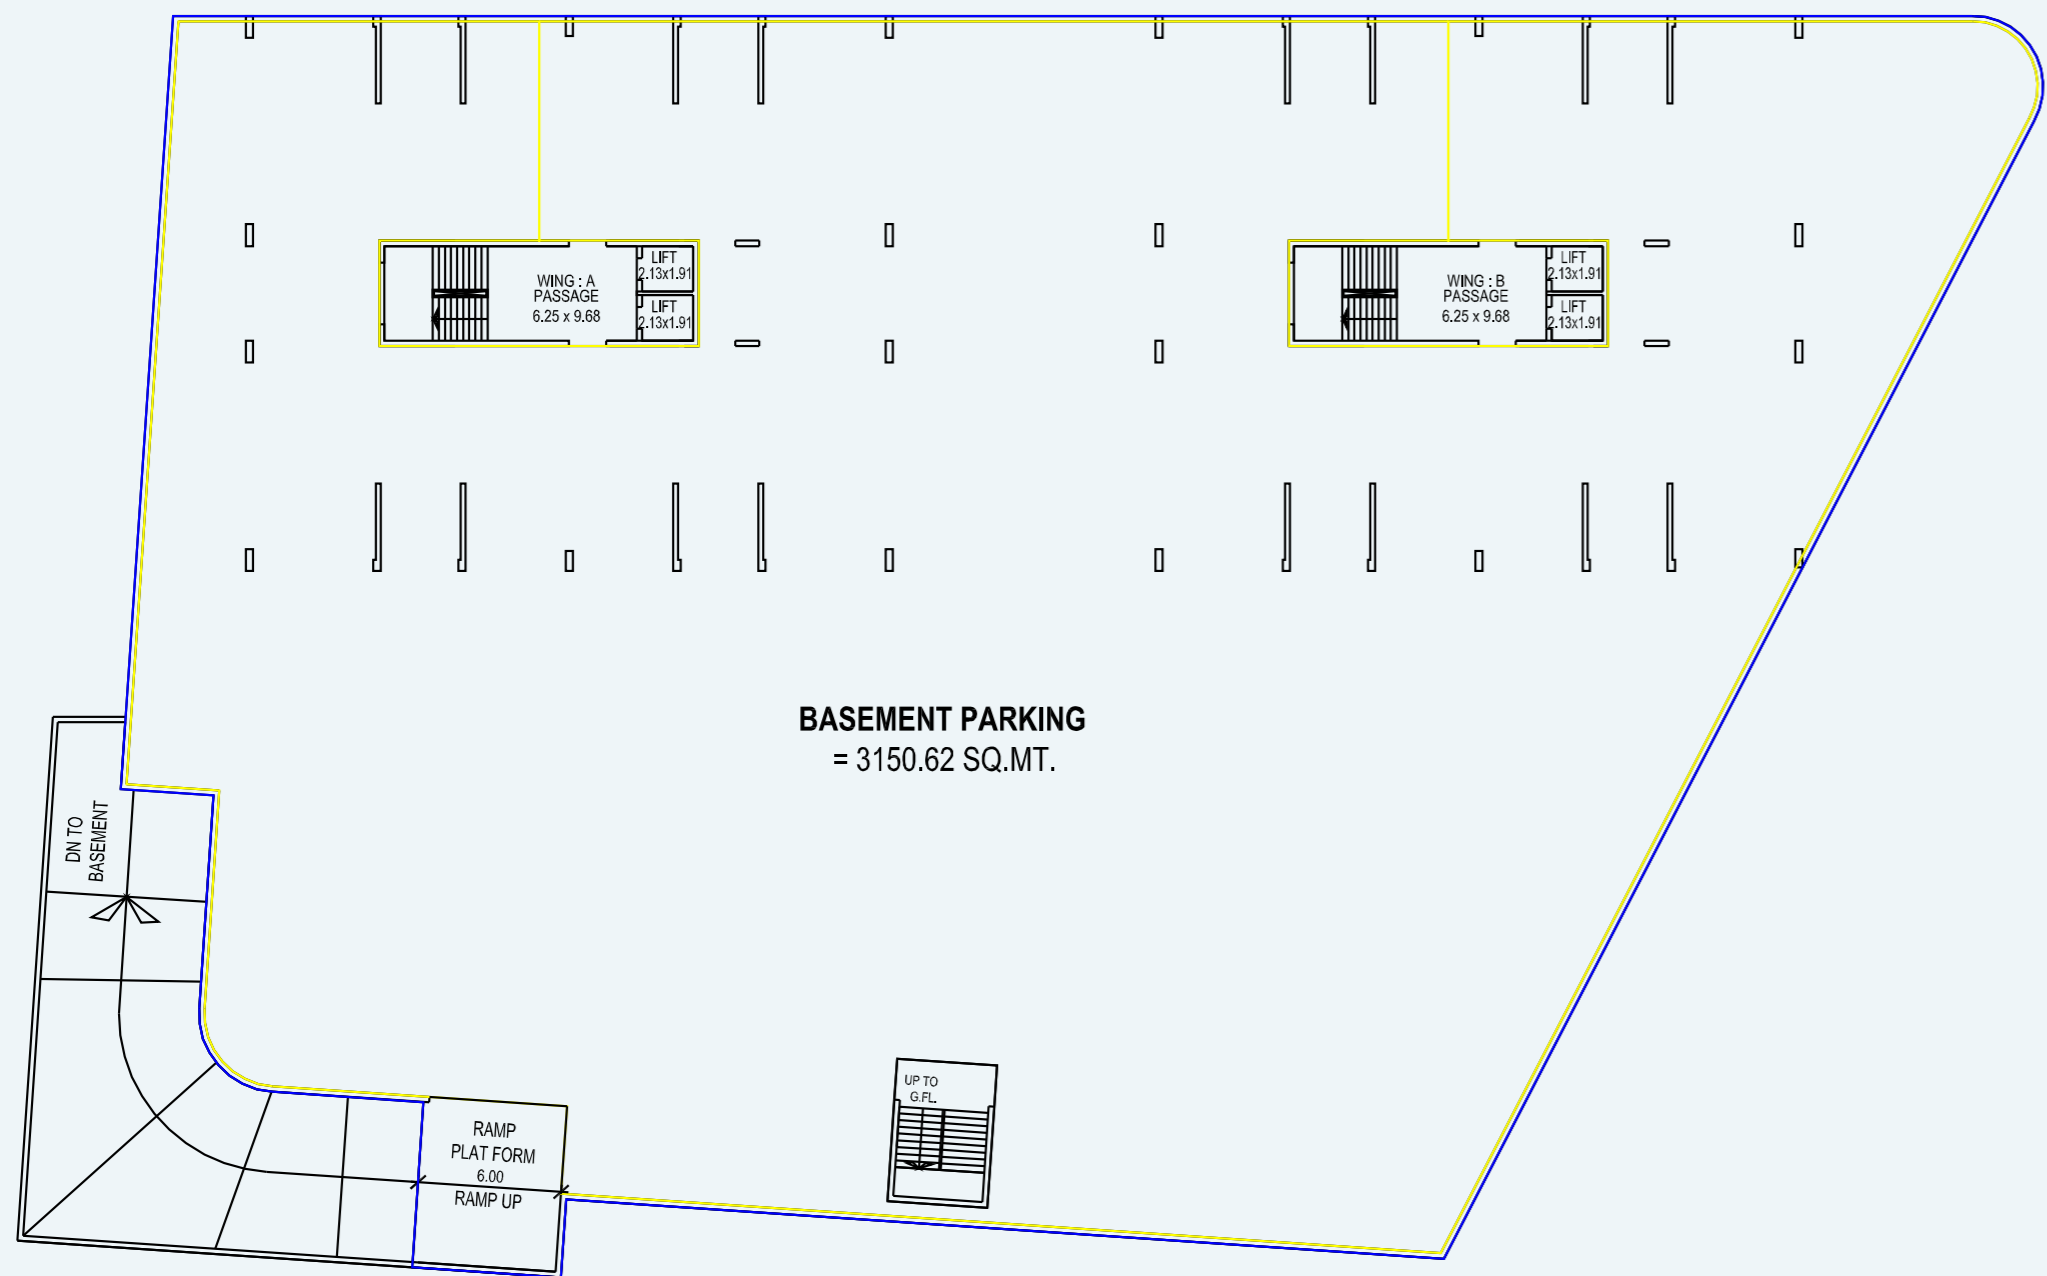 WING : A
PASSAGE
6.25 x 9.68
LIFT
2.13x1.91
LIFT
2.13x1.91
WING : B
PASSAGE
6.25 x 9.68
LIFT
2.13x1.91
LIFT
2.13x1.91
BASEMENT PARKING
= 3150.62 SQ.MT.
DN TO
BASEMENT
UP TO
G.FL.
RAMP
PLAT FORM
6.00
RAMP UP